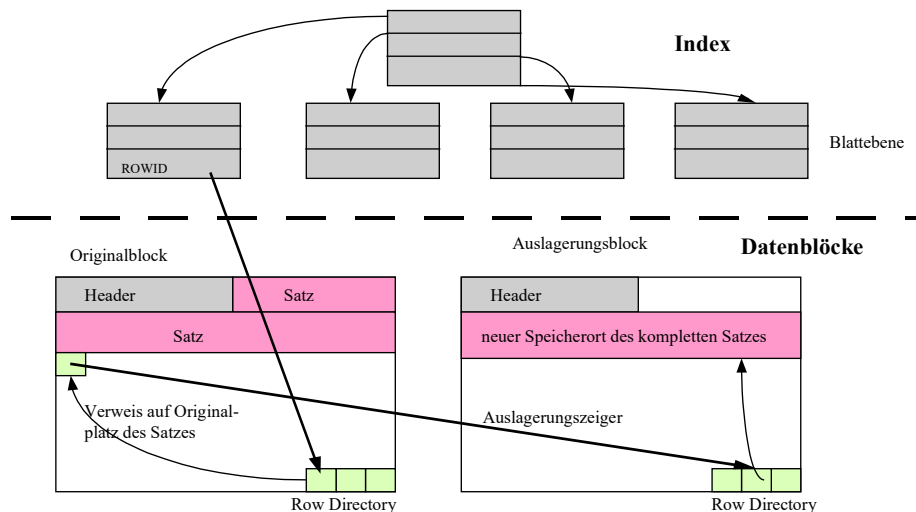 Index
Blattebene
ROWID
Originalblock
Auslagerungsblock
Datenblöcke
Header
Satz
Header
Satz
neuer Speicherort des kompletten Satzes
Verweis auf Original-
platz des Satzes
Auslagerungszeiger
Row Directory
Row Directory